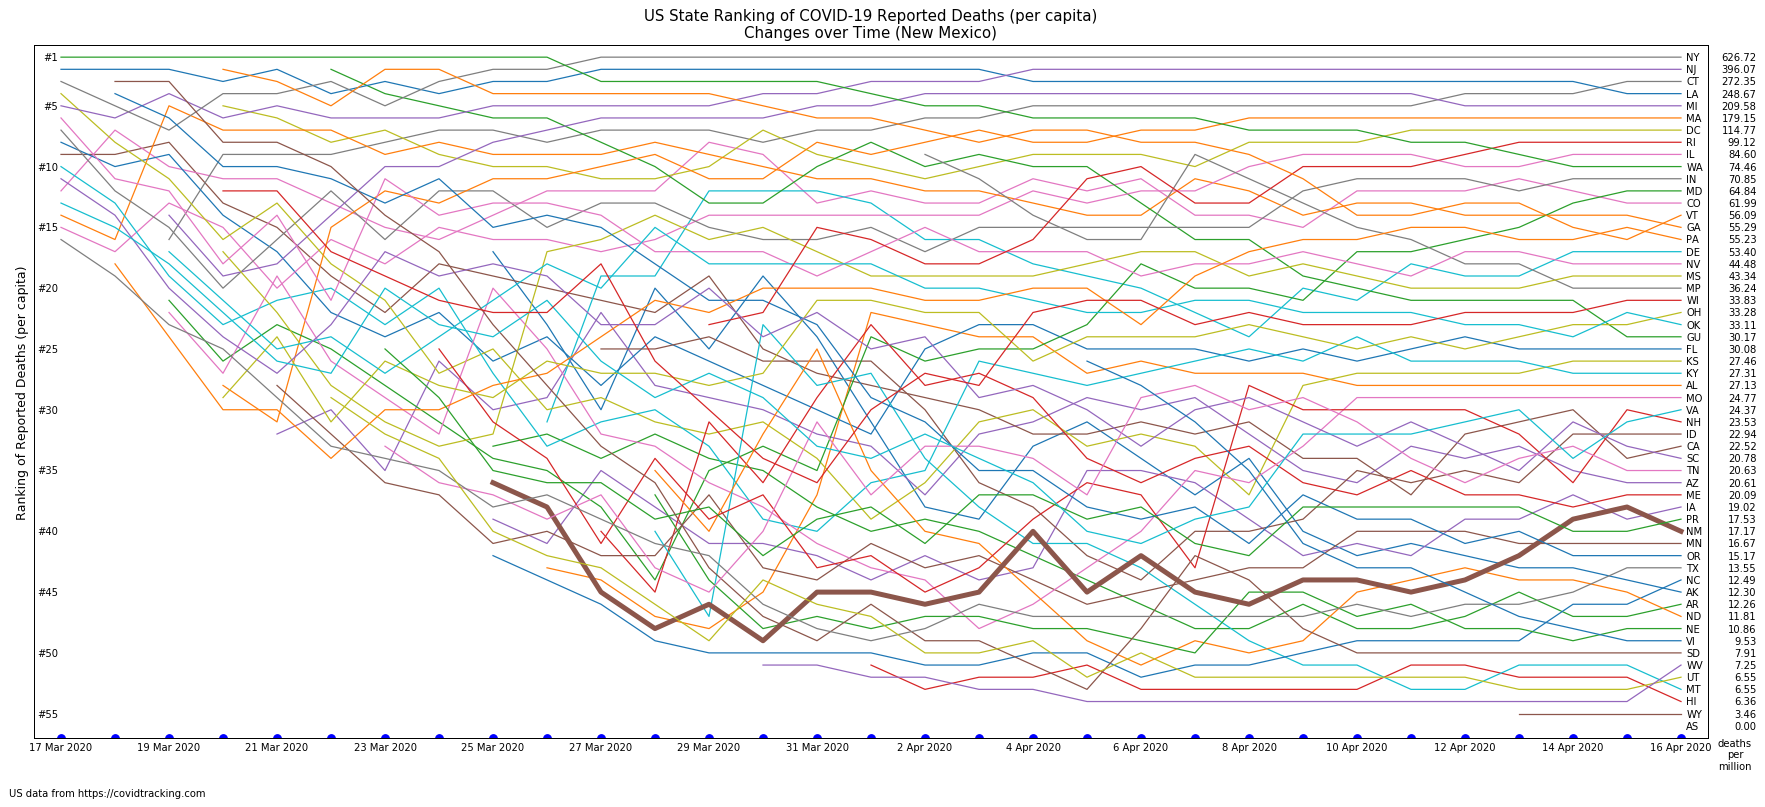 US State Ranking of COVID-19 Reported Deaths (per capita)
Changes over Time (New Mexico)
Ranking of Reported Deaths (per capita)
#1
#5
#10
#15
#20
#25
#30
#35
#40
#45
#50
#55
NY 626.72
NJ 396.07
CT 272.35
LA 248.67
MI 209.58
MA 179.15
DC 114.77
RI 99.12
IL 84.60
WA 74.46
IN 70.85
MD 64.84
CO 61.99
VT 56.09
GA 55.29
PA 55.23
DE 53.40
NV 44.48
MS 43.34
MP 36.24
WI 33.83
OH 33.28
OK 33.11
GU 30.17
FL 30.08
KS 27.46
KY 27.31
AL 27.13
MO 24.77
VA 24.37
NH 23.53
ID 22.94
CA 22.52
SC 20.78
TN 20.63
AZ 20.61
ME 20.09
IA 19.02
PR 17.53
NM 17.17
MN 16.67
OR 15.17
TX 13.55
NC 12.49
AK 12.30
AR 12.26
ND 11.81
NE 10.86
VI 9.53
SD 7.91
WV 7.25
UT 6.55
MT 6.55
HI 6.36
WY 3.46
AS 0.00
17 Mar 2020 19 Mar 2020 21 Mar 2020 23 Mar 2020 25 Mar 2020 27 Mar 2020 29 Mar 2020 31 Mar 2020 2 Apr 2020 4 Apr 2020 6 Apr 2020 8 Apr 2020 10 Apr 2020 12 Apr 2020 14 Apr 2020 16 Apr 2020
deaths
per
million
US data from https://covidtracking.com